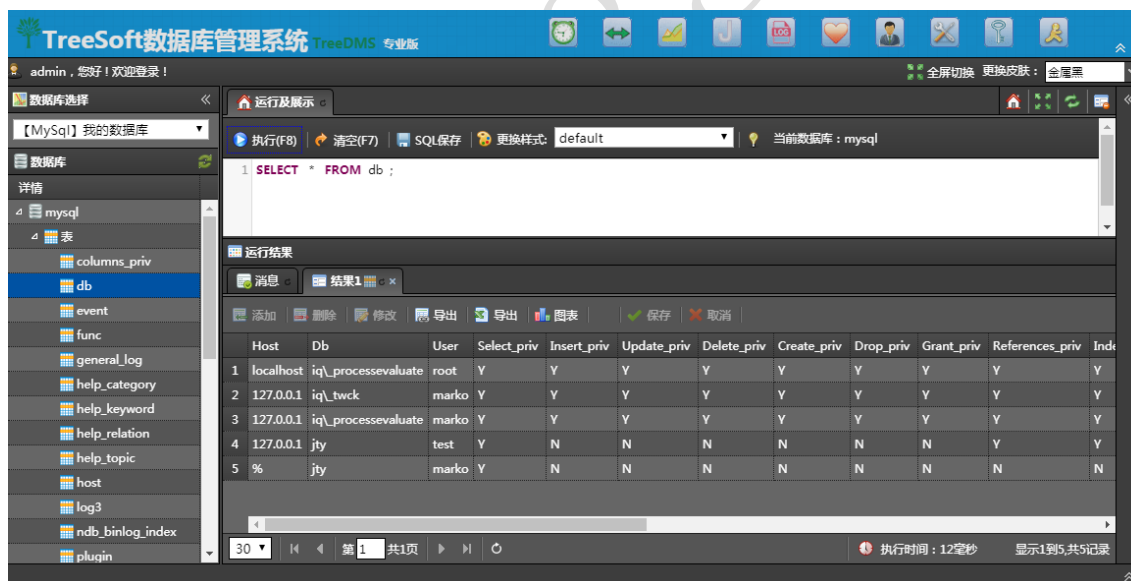 TreeSoft数据库管理系统 TreeDMS 专业版
LOG
admin，您好！欢迎登录！ 全屏切换 更换皮肤： 金属黑
数据库选择
【MySql】我的数据库
数据库
详情
mysql
表
columns_priv
db
event
func
general_log
help_category
help_keyword
help_relation
help_topic
host
log3
ndb_binlog_index
plugin
运行及展示
执行(F8) 清空(F7) SQL保存 更换样式: default 当前数据库：mysql
1 SELECT * FROM db ;
运行结果
消息 结果1
添加 删除 修改 导出 导出 图表 保存 取消
Host Db User Select_priv Insert_priv Update_priv Delete_priv Create_priv Drop_priv Grant_priv References_priv Inde
1 localhost iq\_processevaluate root Y Y Y Y Y Y Y Y Y
2 127.0.0.1 iq\_twck marko Y Y Y Y Y Y Y Y Y
3 127.0.0.1 iq\_processevaluate marko Y Y Y Y Y Y Y Y Y
4 127.0.0.1 jty test Y N N N N N N Y Y
5 % jty marko Y N N N N N N N N
30 第 1 共1页 执行时间：12毫秒 显示1到5,共5记录